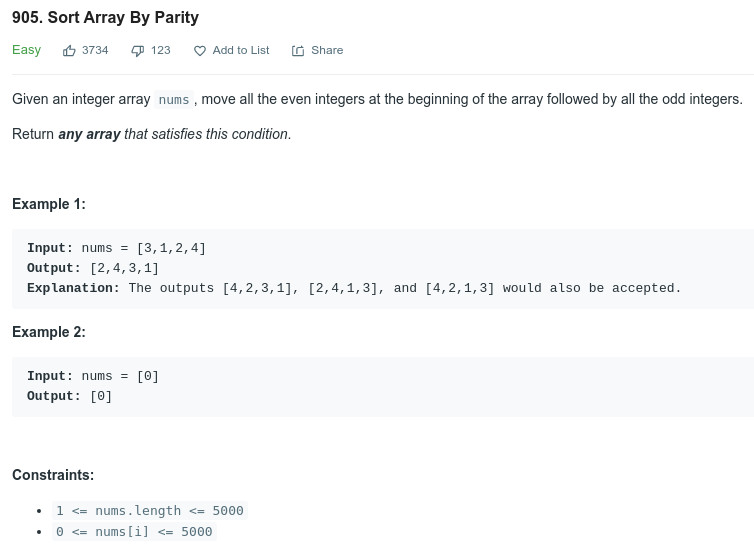 905. Sort Array By Parity
Easy 3734 123 Add to List Share
Given an integer array nums, move all the even integers at the beginning of the array followed by all the odd integers.
Return any array that satisfies this condition.
Example 1:
Input: nums = [3,1,2,4]
Output: [2,4,3,1]
Explanation: The outputs [4,2,3,1], [2,4,1,3], and [4,2,1,3] would also be accepted.
Example 2:
Input: nums = [0]
Output: [0]
Constraints:
• 1 <= nums.length <= 5000
• 0 <= nums[i] <= 5000